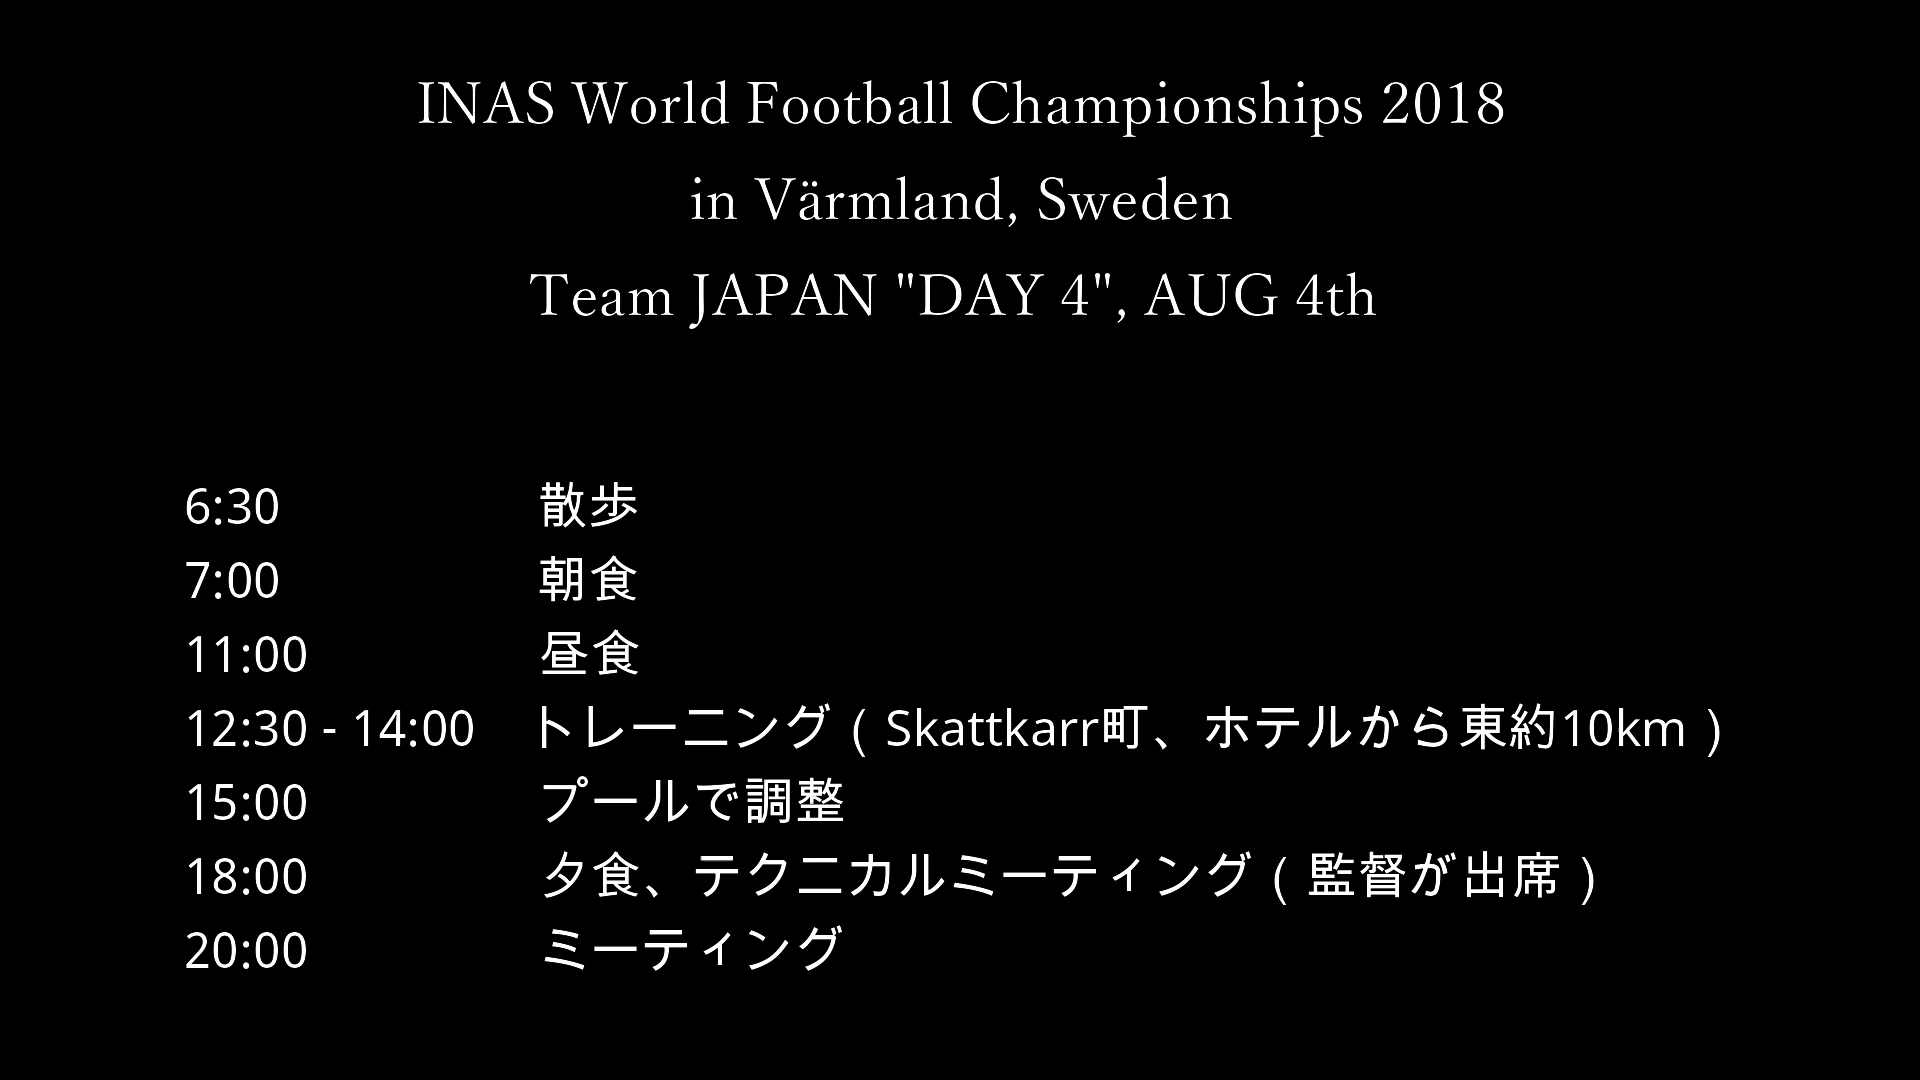 INAS World Football Championships 2018
in Värmland, Sweden
Team JAPAN "DAY 4", AUG 4th
6:30 散歩
7:00 朝食
11:00 昼食
12:30 - 14:00 トレーニング（Skattkarr町、ホテルから東約10km）
15:00 プールで調整
18:00 夕食、テクニカルミーティング（監督が出席）
20:00 ミーティング